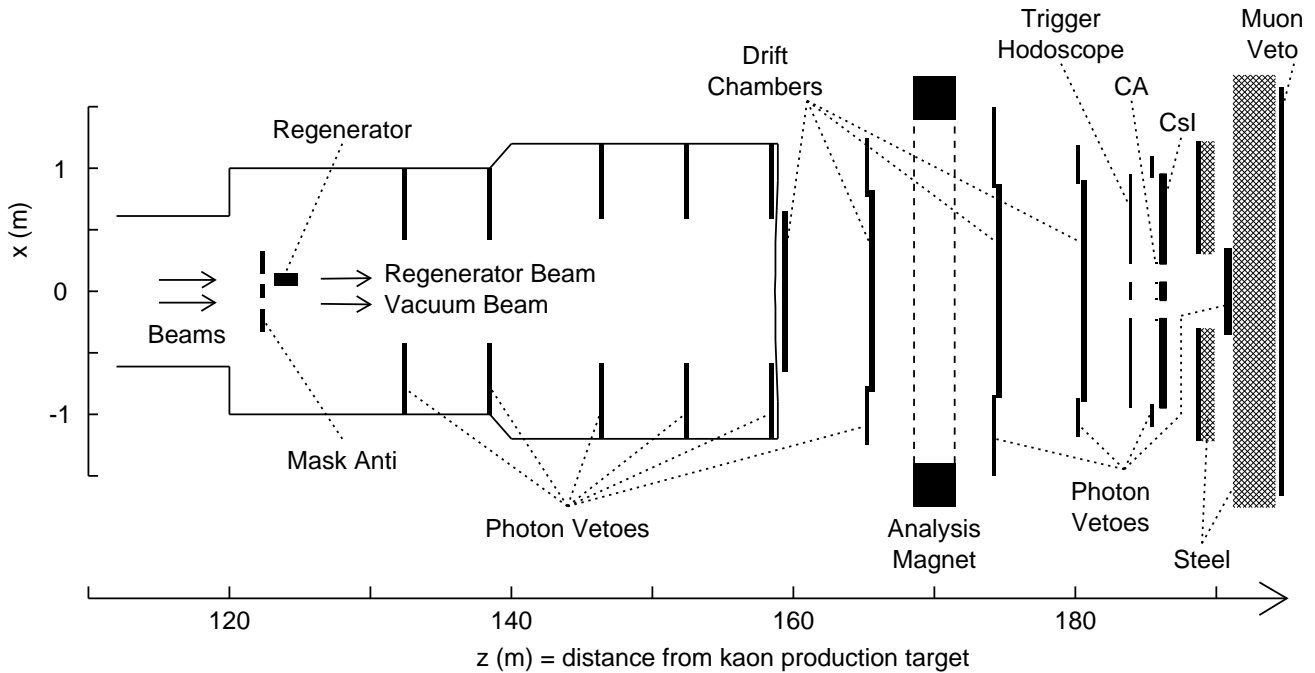 Trigger
Hodoscope
Muon
Veto
Drift
Chambers
CA
CsI
Regenerator
1
0
-1
x (m)
Regenerator Beam
Vacuum Beam
Beams
Mask Anti
Photon Vetoes
Analysis
Magnet
Photon
Vetoes
Steel
120
140
160
180
z (m) = distance from kaon production target